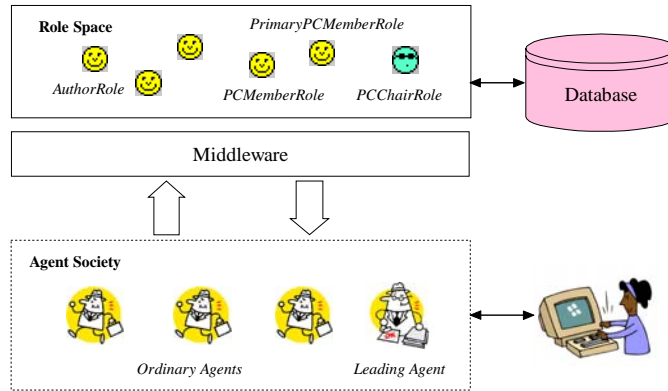 Role Space
PrimaryPCMemberRole
AuthorRole
PCMemberRole
PCChairRole
Database
Middleware
Agent Society
Ordinary Agents
Leading Agent